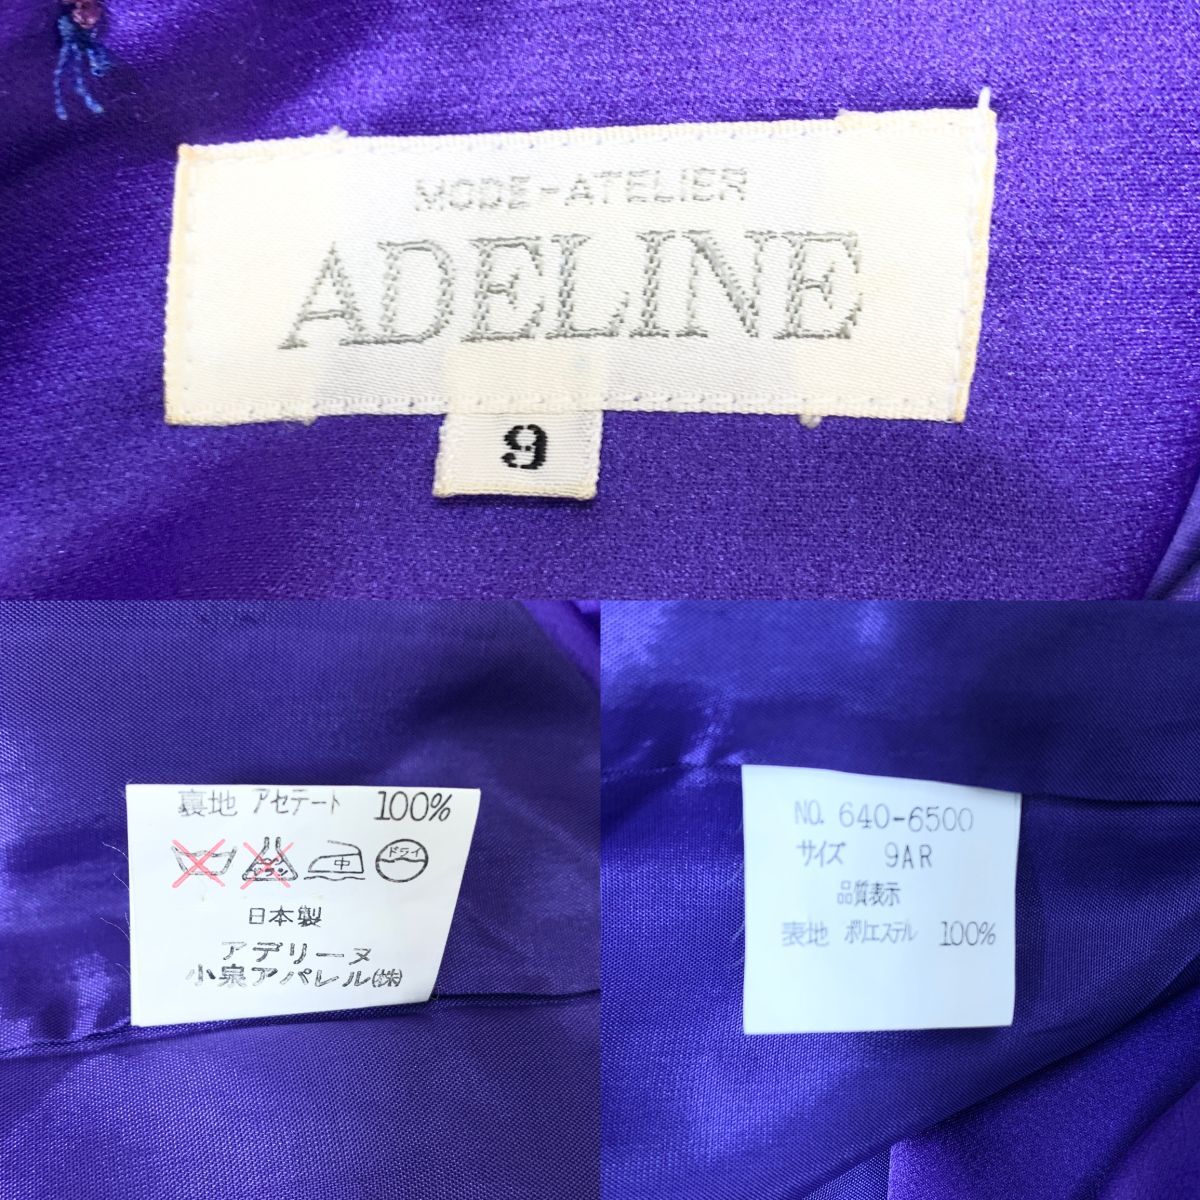 MODE-ATELIER
ADELINE
9
裏地 アセテート 100%
中 ドライ
日本製
アデリーヌ
小泉アパレル㈱
NO. 640-6500
サイズ 9AR
品質表示
表地 ポリエステル 100%